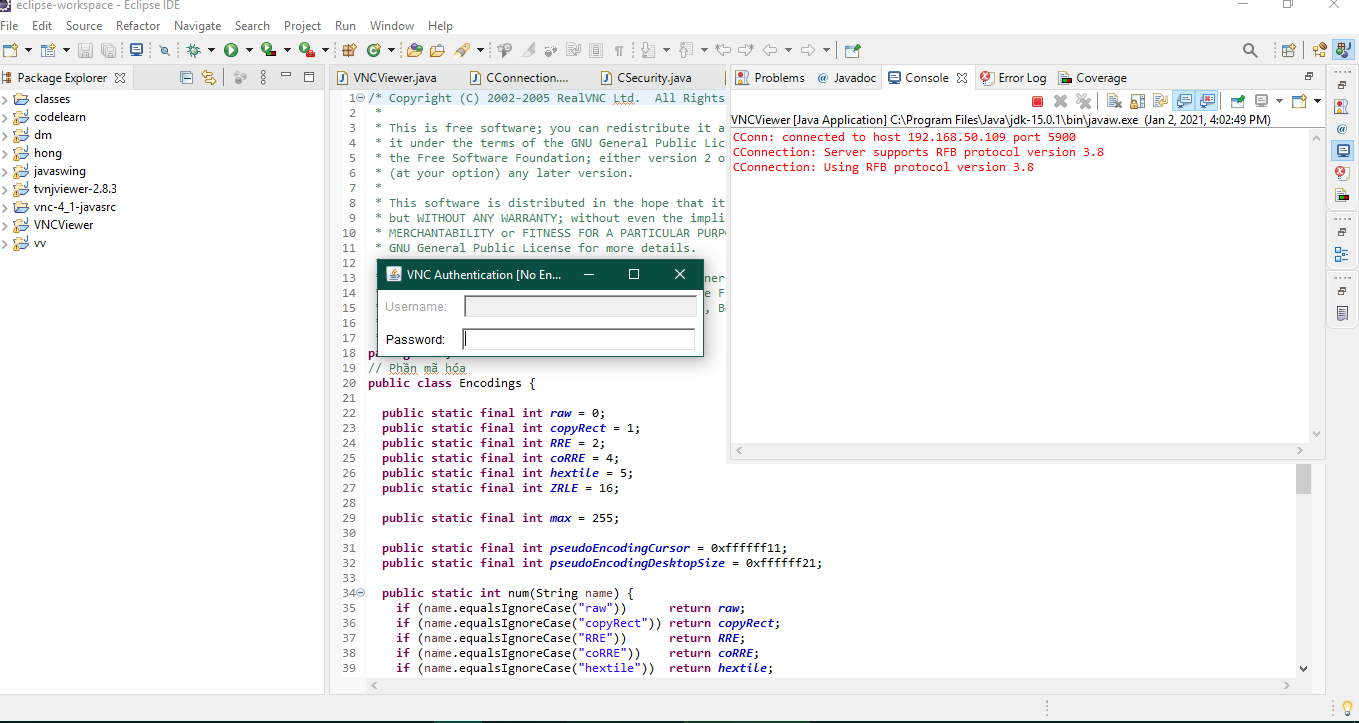 eclipse-workspace - Eclipse IDE
File Edit Source Refactor Navigate Search Project Run Window Help
Package Explorer
classes
codelearn
dm
hong
javaswing
tvnjviewer-2.8.3
vnc-4_1-javasrc
VNCViewer
vv
VNCViewer.java CConnection.... CSecurity.java
1 /* Copyright (C) 2002-2005 RealVNC Ltd. All Rights
2 *
3 * This is free software; you can redistribute it a
4 * it under the terms of the GNU General Public Lic
5 * the Free Software Foundation; either version 2 o
6 * (at your option) any later version.
7 *
8 * This software is distributed in the hope that it
9 * but WITHOUT ANY WARRANTY; without even the impli
10 * MERCHANTABILITY or FITNESS FOR A PARTICULAR PURP
11 * GNU General Public License for more details.
12
13
14
15
16
17
18
19 // Phần mã hóa
20 public class Encodings {
21
22 public static final int raw = 0;
23 public static final int copyRect = 1;
24 public static final int RRE = 2;
25 public static final int coRRE = 4;
26 public static final int hextile = 5;
27 public static final int ZRLE = 16;
28
29 public static final int max = 255;
30
31 public static final int pseudoEncodingCursor = 0xffffff11;
32 public static final int pseudoEncodingDesktopSize = 0xffffff21;
33
34 public static int num(String name) {
35 if (name.equalsIgnoreCase("raw")) return raw;
36 if (name.equalsIgnoreCase("copyRect")) return copyRect;
37 if (name.equalsIgnoreCase("RRE")) return RRE;
38 if (name.equalsIgnoreCase("coRRE")) return coRRE;
39 if (name.equalsIgnoreCase("hextile")) return hextile;
VNC Authentication [No En...
Username:
Password:
Problems Javadoc Console Error Log Coverage
VNCViewer [Java Application] C:\Program Files\Java\jdk-15.0.1\bin\javaw.exe (Jan 2, 2021, 4:02:49 PM)
CConn: connected to host 192.168.50.109 port 5900
CConnection: Server supports RFB protocol version 3.8
CConnection: Using RFB protocol version 3.8